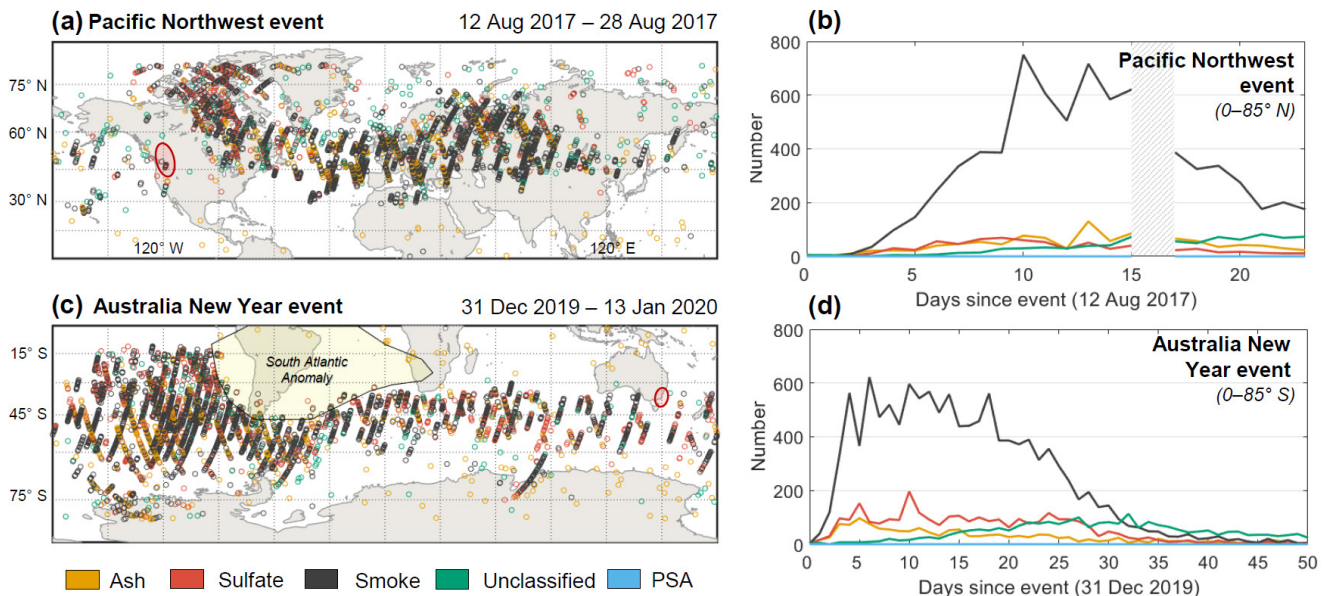 (a) Pacific Northwest event 12 Aug 2017 – 28 Aug 2017
75° N
60° N
30° N
120° W 120° E
(b)
800
600
400
200
0
Number
Pacific Northwest
event
(0–85° N)
0 5 10 15 20
Days since event (12 Aug 2017)
(c) Australia New Year event 31 Dec 2019 – 13 Jan 2020
15° S
45° S
75° S
South Atlantic
Anomaly
(d)
800
600
400
200
0
Number
Australia New
Year event
(0–85° S)
0 5 10 15 20 25 30 35 40 45 50
Days since event (31 Dec 2019)
Ash Sulfate Smoke Unclassified PSA